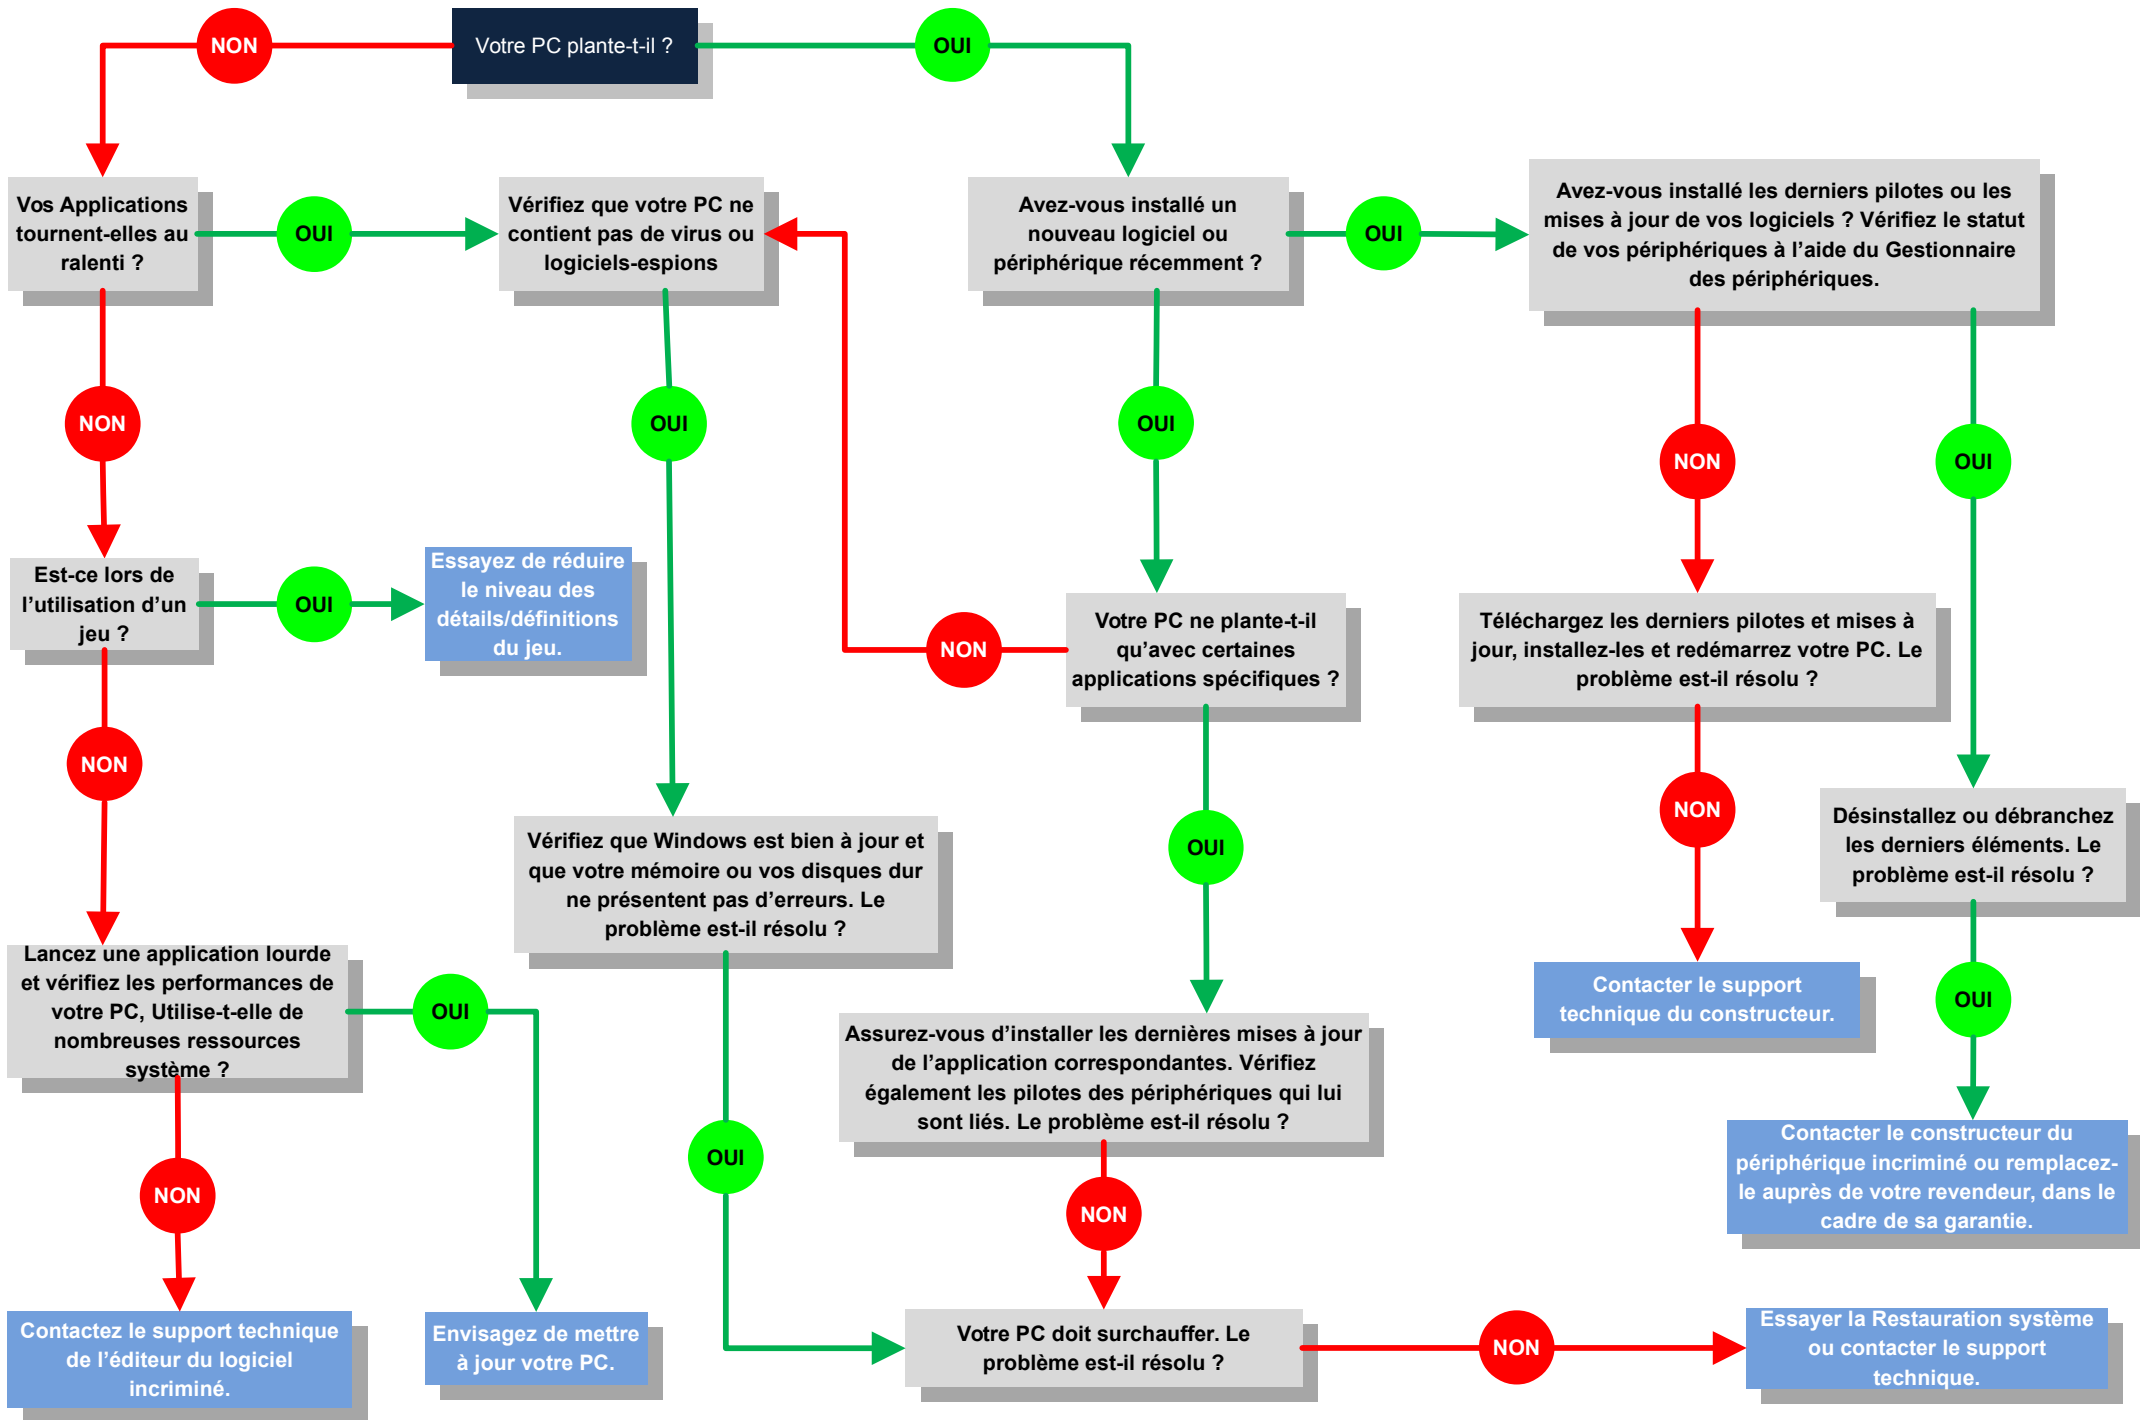 NON
Votre PC plante-t-il ?
OUI
Vos Applications
tournent-elles au
ralenti ?
OUI
Vérifiez que votre PC ne
contient pas de virus ou
logiciels-espions
Avez-vous installé un
nouveau logiciel ou
périphérique récemment ?
OUI
Avez-vous installé les derniers pilotes ou les
mises à jour de vos logiciels ? Vérifiez le statut
de vos périphériques à l’aide du Gestionnaire
des périphériques.
NON
OUI
OUI
NON
OUI
Est-ce lors de
l’utilisation d’un
jeu ?
OUI
Essayez de réduire
le niveau des
détails/définitions
du jeu.
NON
Votre PC ne plante-t-il
qu’avec certaines
applications spécifiques ?
Téléchargez les derniers pilotes et mises à
jour, installez-les et redémarrez votre PC. Le
problème est-il résolu ?
NON
OUI
NON
Vérifiez que Windows est bien à jour et
que votre mémoire ou vos disques dur
ne présentent pas d’erreurs. Le
problème est-il résolu ?
Désinstallez ou débranchez
les derniers éléments. Le
problème est-il résolu ?
Lancez une application lourde
et vérifiez les performances de
votre PC, Utilise-t-elle de
nombreuses ressources
système ?
OUI
Contacter le support
technique du constructeur.
OUI
Assurez-vous d’installer les dernières mises à jour
de l’application correspondantes. Vérifiez
également les pilotes des périphériques qui lui
sont liés. Le problème est-il résolu ?
NON
OUI
NON
Contacter le constructeur du
périphérique incriminé ou remplacez-
le auprès de votre revendeur, dans le
cadre de sa garantie.
Contactez le support technique
de l’éditeur du logiciel
incriminé.
Envisagez de mettre
à jour votre PC.
Votre PC doit surchauffer. Le
problème est-il résolu ?
NON
Essayer la Restauration système
ou contacter le support
technique.